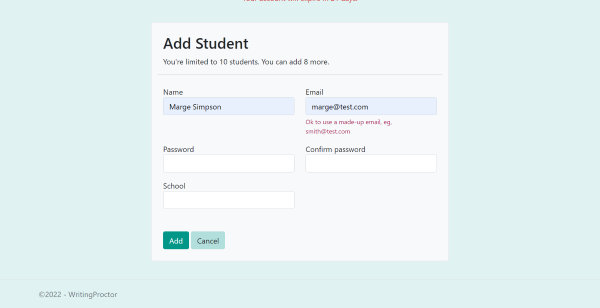 Add Student
You're limited to 10 students. You can add 8 more.
Name
Email
Marge Simpson
marge@test.com
Ok to use a made-up email, eg,
smith@test.com
Password
Confirm password
School
Add
Cancel
©2022 - WritingProctor